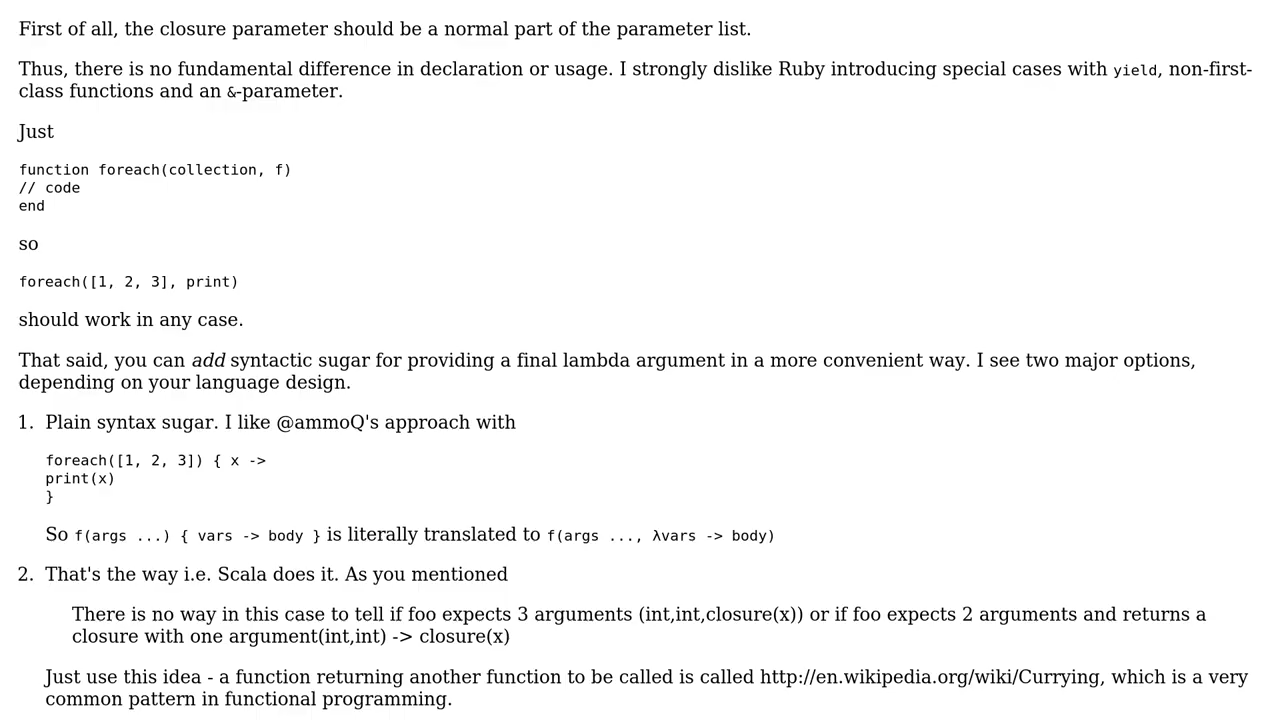 First of all, the closure parameter should be a normal part of the parameter list.
Thus, there is no fundamental difference in declaration or usage. I strongly dislike Ruby introducing special cases with yield, non-first-
class functions and an &-parameter.
Just
function foreach(collection, f)
// code
end
so
foreach([1, 2, 3], print)
should work in any case.
That said, you can add syntactic sugar for providing a final lambda argument in a more convenient way. I see two major options,
depending on your language design.
1. Plain syntax sugar. I like @ammoQ's approach with
foreach([1, 2, 3]) { x ->
print(x)
}
So f(args ...) { vars -> body } is literally translated to f(args ..., λvars -> body)
2. That's the way i.e. Scala does it. As you mentioned
There is no way in this case to tell if foo expects 3 arguments (int,int,closure(x)) or if foo expects 2 arguments and returns a
closure with one argument(int,int) -> closure(x)
Just use this idea - a function returning another function to be called is called http://en.wikipedia.org/wiki/Currying, which is a very
common pattern in functional programming.